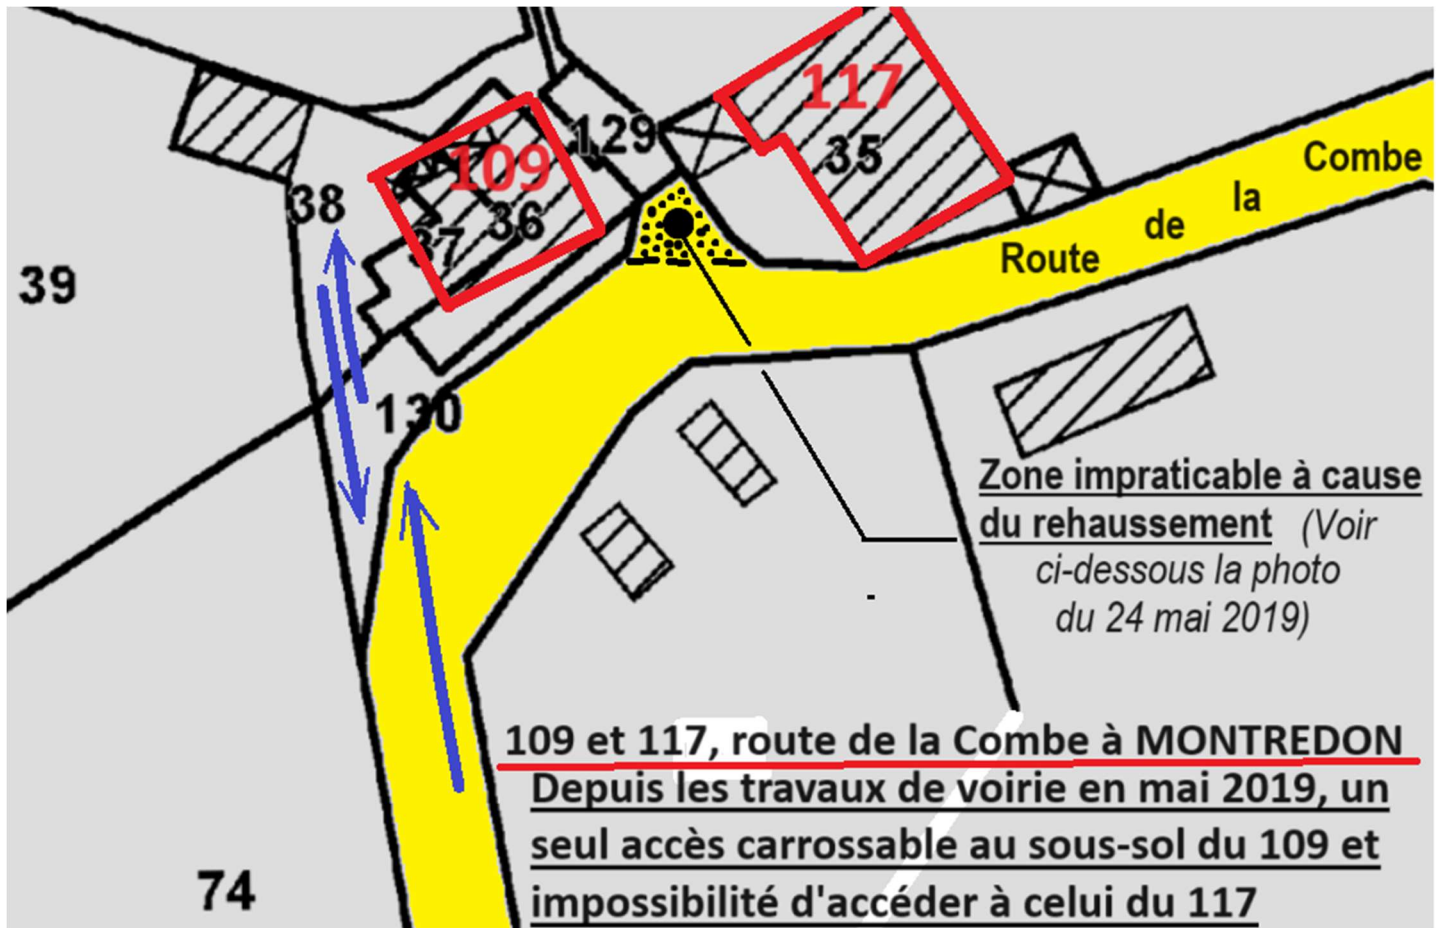 117
129
109
35
Combe
38
36
la
37
de
Route
39
130
Zone impraticable à cause
du rehaussement (Voir
ci-dessous la photo
du 24 mai 2019)
109 et 117, route de la Combe à MONTREDON
Depuis les travaux de voirie en mai 2019, un
seul accès carrossable au sous-sol du 109 et
74
impossibilité d'accéder à celui du 117